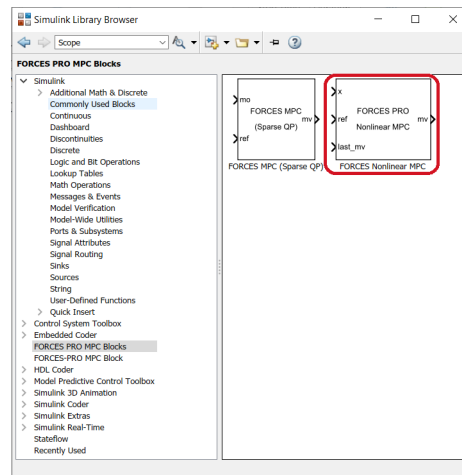 Simulink Library Browser
Scope
FORCES PRO MPC Blocks
Simulink
Additional Math & Discrete
Commonly Used Blocks
Continuous
Dashboard
Discontinuities
Discrete
Logic and Bit Operations
Lookup Tables
Math Operations
Messages & Events
Model Verification
Model-Wide Utilities
Ports & Subsystems
Signal Attributes
Signal Routing
Sinks
Sources
String
User-Defined Functions
Quick Insert
Control System Toolbox
Embedded Coder
FORCES PRO MPC Blocks
FORCES-PRO MPC Block
HDL Coder
Model Predictive Control Toolbox
Simulink 3D Animation
Simulink Coder
Simulink Extras
Simulink Real-Time
Stateflow
Recently Used
mo
FORCES MPC
mv
(Sparse QP)
ref
FORCES MPC (Sparse QP)
x
FORCES PRO
ref
mv
Nonlinear MPC
last_mv
FORCES Nonlinear MPC